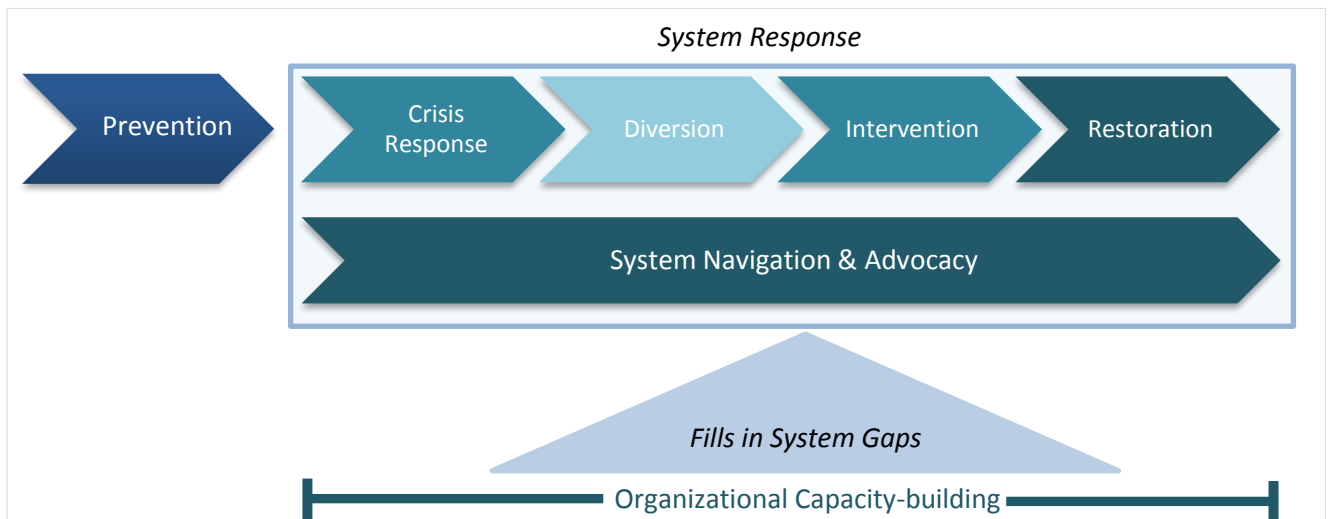 System Response
Prevention
Crisis
Response
Diversion
Intervention
Restoration
System Navigation & Advocacy
Fills in System Gaps
Organizational Capacity-building